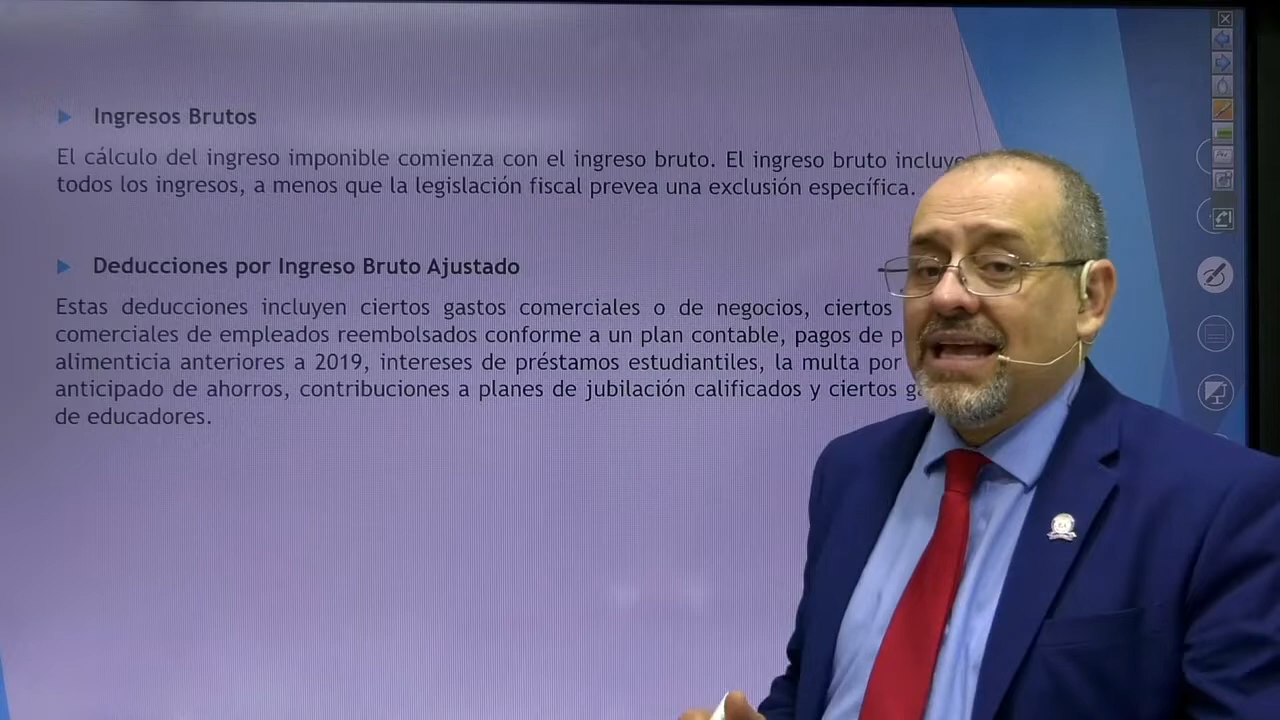 Ingresos Brutos
El cálculo del ingreso imponible comienza con el ingreso bruto. El ingreso bruto incluye
todos los ingresos, a menos que la legislación fiscal prevea una exclusión específica.
Deducciones por Ingreso Bruto Ajustado
Estas deducciones incluyen ciertos gastos comerciales o de negocios, ciertos
comerciales de empleados reembolsados conforme a un plan contable, pagos de
alimenticia anteriores a 2019, intereses de préstamos estudiantiles, la multa por
anticipado de ahorros, contribuciones a planes de jubilación calificados y ciertos
de educadores.